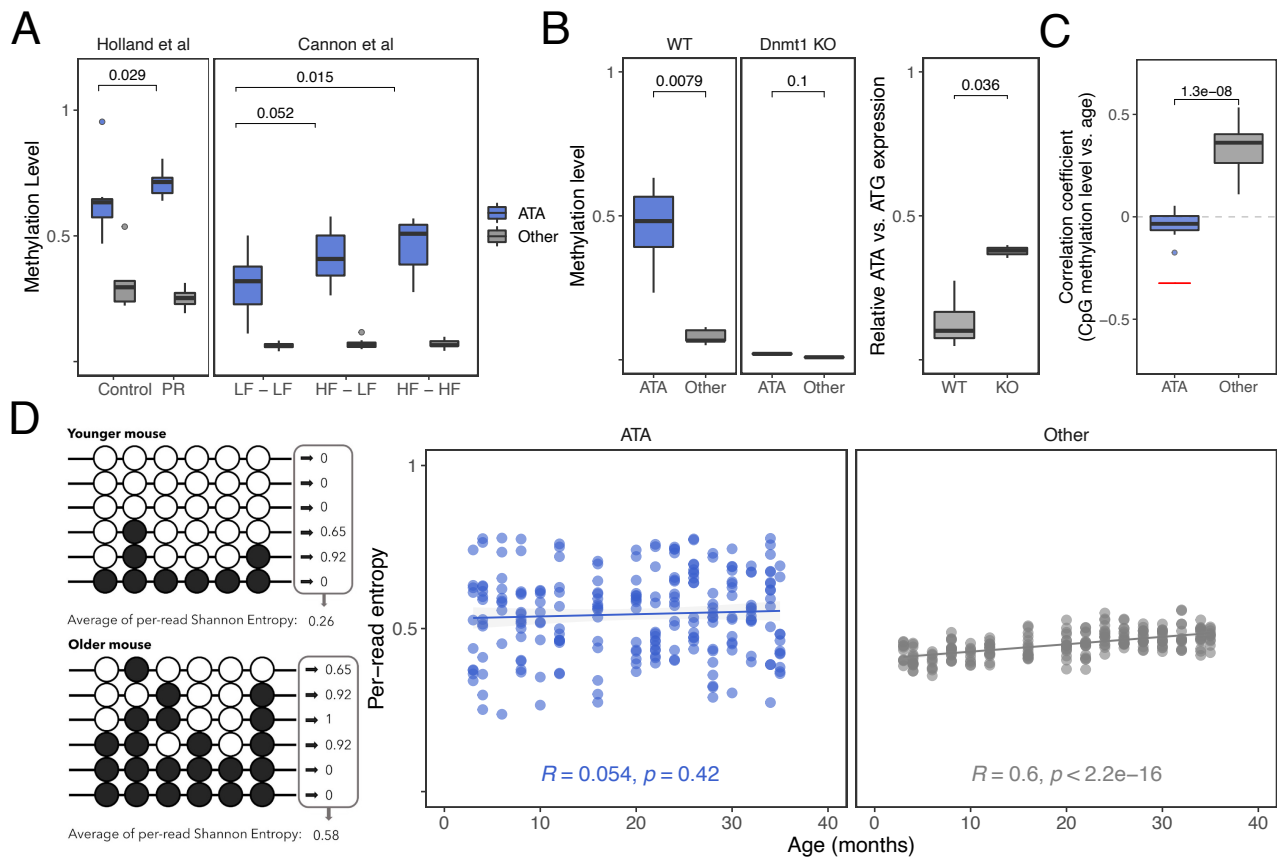 A
Holland et al
Cannon et al
Methylation Level
1
0.5
0.029
0.015
0.052
Control
PR
LF – LF
HF – LF
HF – HF
ATA
Other
B
WT
Dnmt1 KO
Methylation level
1
0.5
0.0079
0.1
ATA
Other
ATA
Other
Relative ATA vs. ATG expression
1
0.5
0.036
WT
KO
C
Correlation coefficient
(CpG methylation level vs. age)
0.5
0
−0.5
1.3e−08
ATA
Other
D
Younger mouse
0
0
0
0.65
0.92
0
Average of per-read Shannon Entropy: 0.26
Older mouse
0.65
0.92
1
0.92
0
0
Average of per-read Shannon Entropy: 0.58
ATA
Other
Per−read entropy
1
0.5
R = 0.054, p = 0.42
R = 0.6, p < 2.2e−16
0
10
20
30
40
0
10
20
30
40
Age (months)